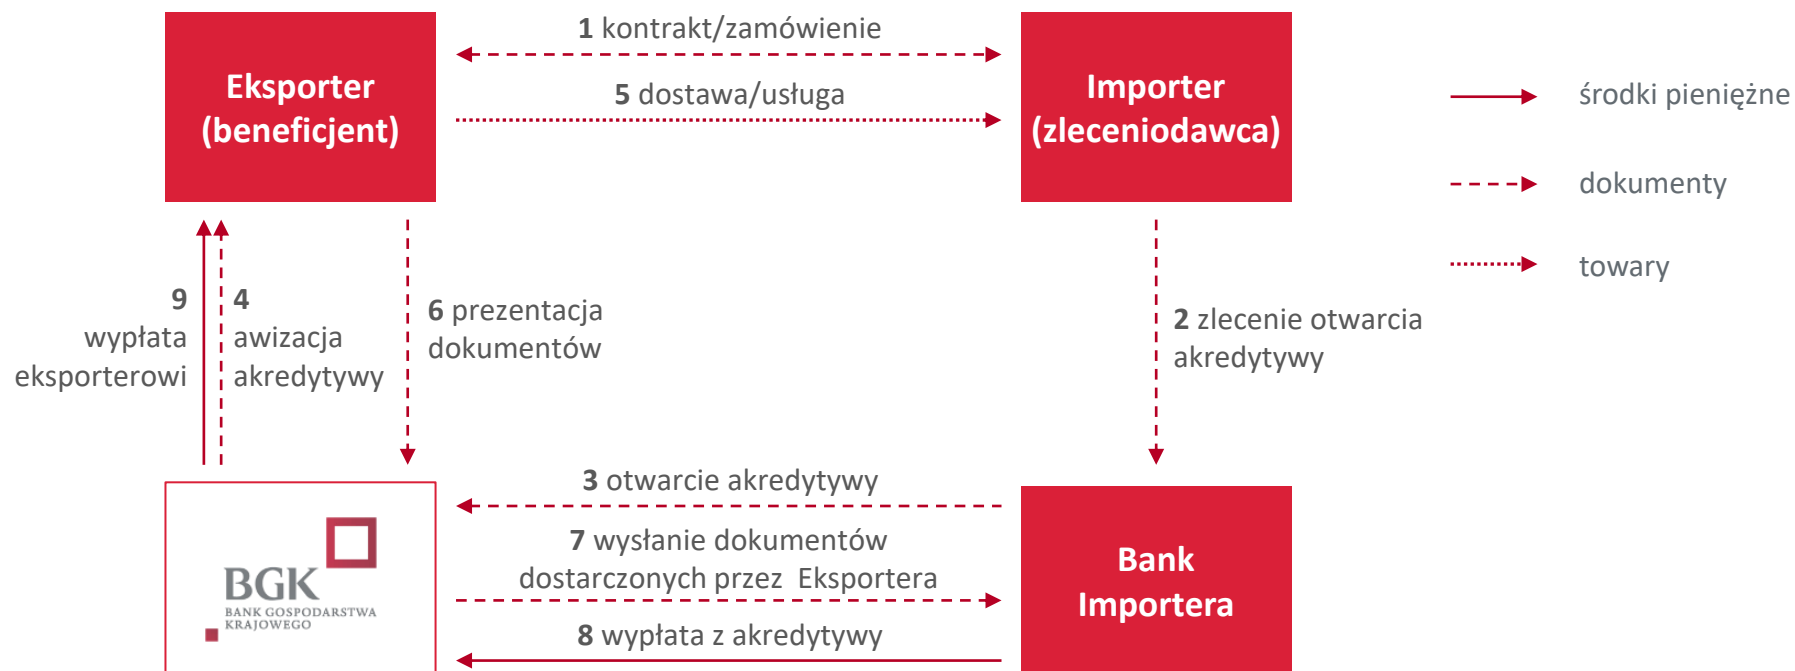 1 kontrakt/zamówienie
Eksporter
(beneficjent)
5 dostawa/usługa
Importer
(zleceniodawca)
środki pieniężne
dokumenty
towary
9
wypłata
eksporterowi
4
awizacja
akredytywy
6 prezentacja
dokumentów
2 zlecenie otwarcia
akredytywy
3 otwarcie akredytywy
7 wysłanie dokumentów
dostarczonych przez Eksportera
8 wypłata z akredytywy
BGK
BANK GOSPODARSTWA
KRAJOWEGO
Bank
Importera